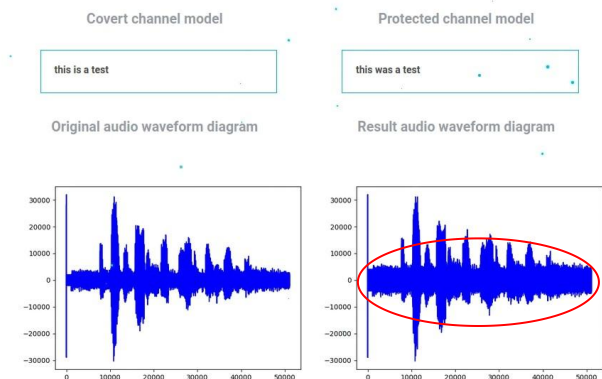 Covert channel model
Protected channel model
this is a test
this was a test
Original audio waveform diagram
Result audio waveform diagram
30000
20000
10000
0
−10000
−20000
−30000
0 10000 20000 30000 40000 50000
30000
20000
10000
0
−10000
−20000
−30000
0 10000 20000 30000 40000 50000